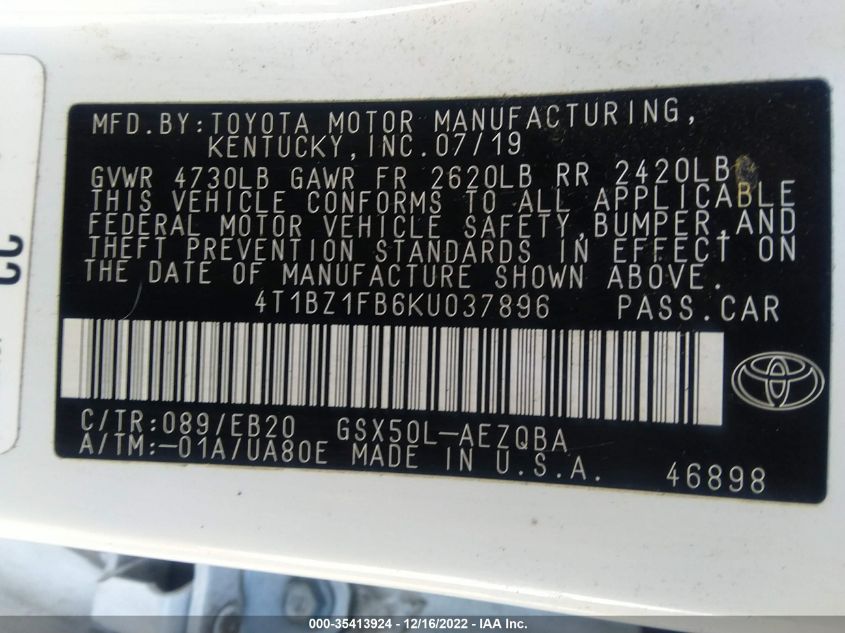 MFD.BY:TOYOTA MOTOR MANUFACTURING,
KENTUCKY,INC.07/19
GVWR 4730LB GAWR FR 2620LB RR 2420LB
THIS VEHICLE CONFORMS TO ALL APPLICABLE
FEDERAL MOTOR VEHICLE SAFETY,BUMPER,AND
THEFT PREVENTION STANDARDS IN EFFECT ON
THE DATE OF MANUFACTURE SHOWN ABOVE.
4T1BZ1FB6KU037896 PASS.CAR
C/TR:089/EB20 GSX50L-AEZQBA
A/TM:-01A/UA80E MADE IN U.S.A.
46898
000-35413924 - 12/16/2022 - IAA Inc.